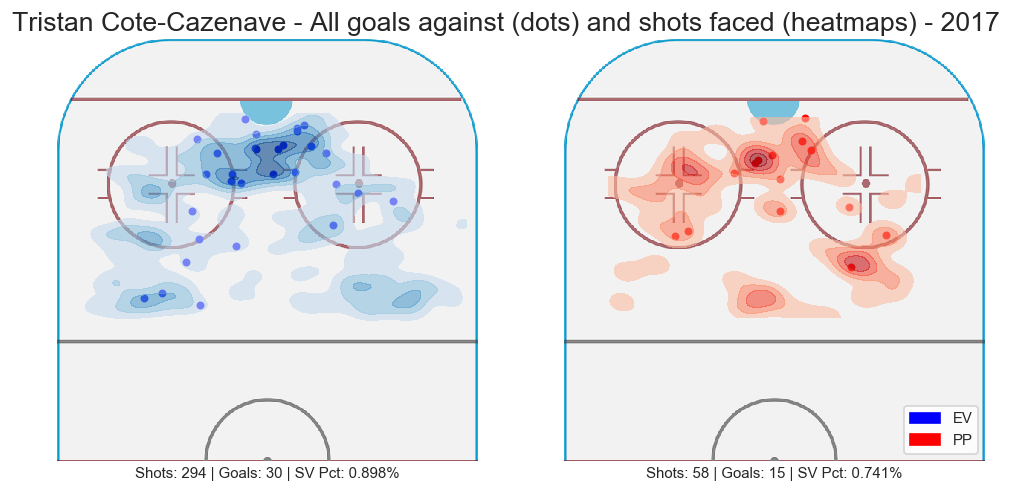 Tristan Cote-Cazenave - All goals against (dots) and shots faced (heatmaps) - 2017
EV
PP
Shots: 294 | Goals: 30 | SV Pct: 0.898%
Shots: 58 | Goals: 15 | SV Pct: 0.741%